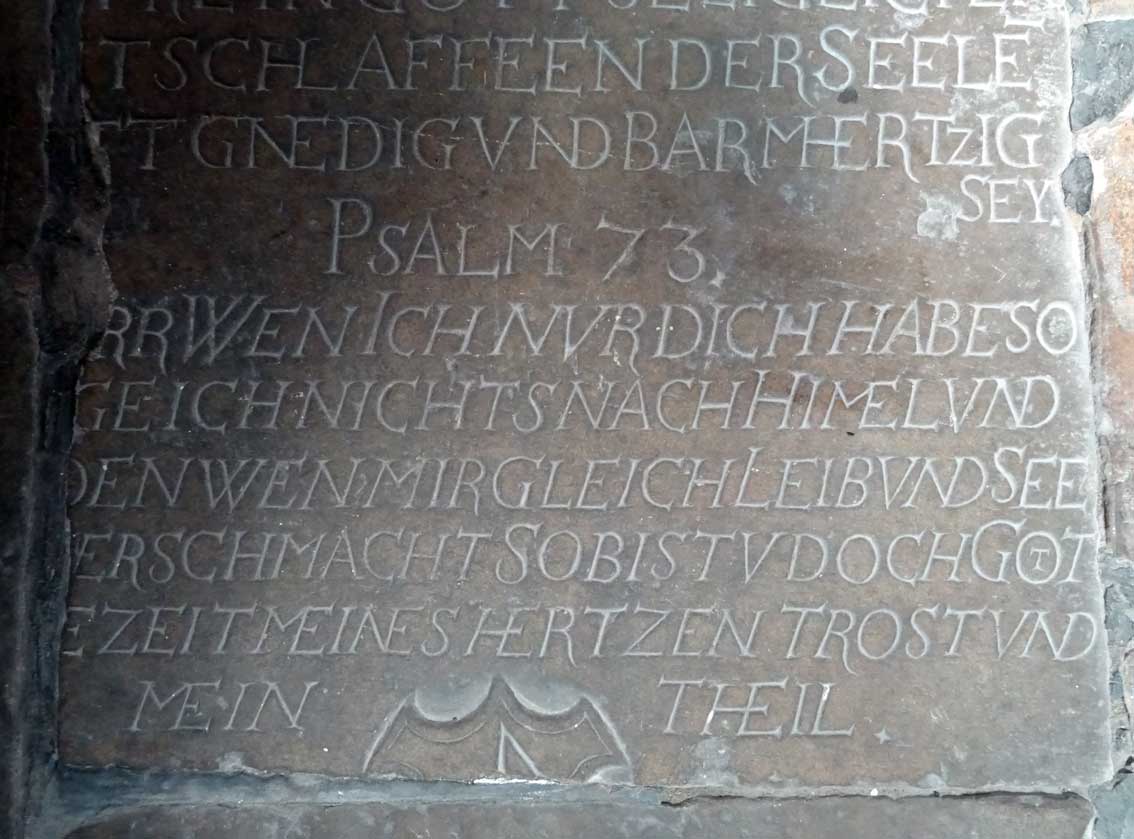 TSCHLAFFEEN DER SEELE
TT GNEDIG VND BARMHERTZIG
SEY.
PSALM 73.
RR WEN ICH NVR DICH HABE SO
GE ICH NICHTS NACH HIMEL VND
DEN WEN MIR GLEICH LEIB VND SEE
ERSCHMACHT SO BISTV DOCH GOT
E ZEIT MEINES HERTZEN TROST VND
MEIN THEIL.